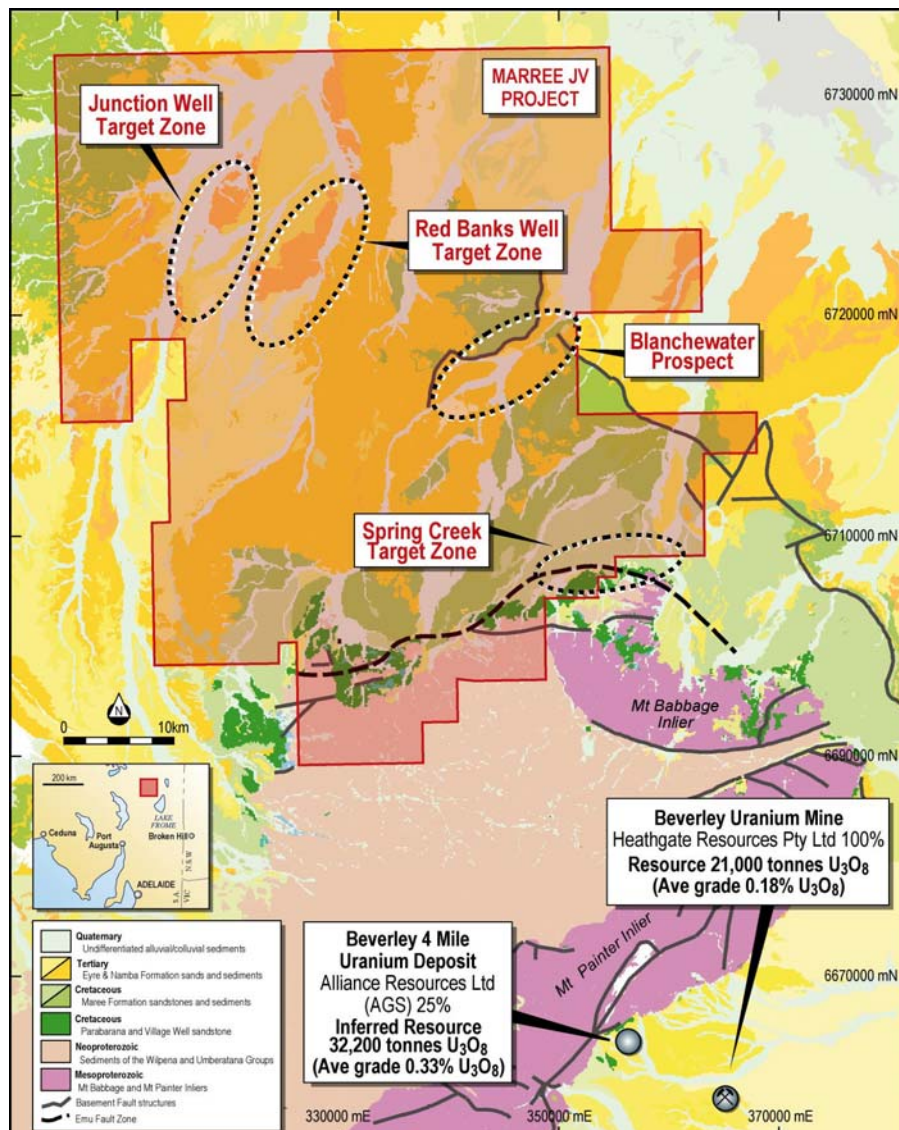 MARREE JV
PROJECT
6730000 mN
Junction Well
Target Zone
Red Banks Well
Target Zone
6720000 mN
Blanchewater
Prospect
Spring Creek
Target Zone
6710000 mN
Mt Babbage
Inlier
N
0 10km
6690000 mN
200 km
LAKE
FROME
Ceduna
Port
Augusta
Broken Hill
S.A.
N.S.W
VIC
ADELAIDE
Beverley Uranium Mine
Heathgate Resources Pty Ltd 100%
Resource 21,000 tonnes U3O8
(Ave grade 0.18% U3O8)
Mt Painter Inlier
Beverley 4 Mile
Uranium Deposit
Alliance Resources Ltd
(AGS) 25%
Inferred Resource
32,200 tonnes U3O8
(Ave grade 0.33% U3O8)
6670000 mN
Quaternary
Undifferentiated alluvial/colluvial sediments
Tertiary
Eyre & Namba Formation sands and sediments
Cretaceous
Maree Formation sandstones and sediments
Cretaceous
Parabarana and Village Well sandstone
Neoproterozoic
Sediments of the Wilpena and Umberatana Groups
Mesoproterozoic
Mt Babbage and Mt Painter Inliers
Basement Fault structures
Emu Fault Zone
330000 mE
350000 mE
370000 mE